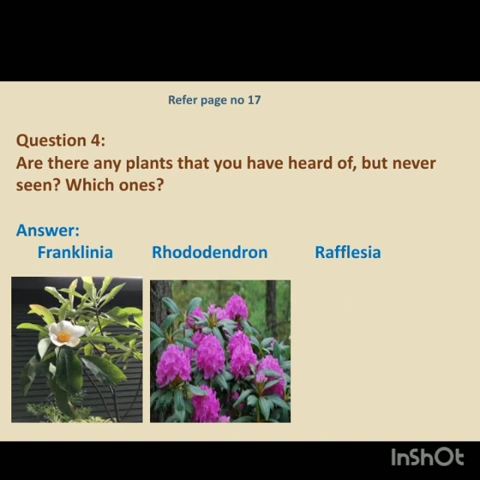 Refer page no 17
Question 4:
Are there any plants that you have heard of, but never
seen? Which ones?
Answer:
Franklinia Rhododendron Rafflesia
InShOt